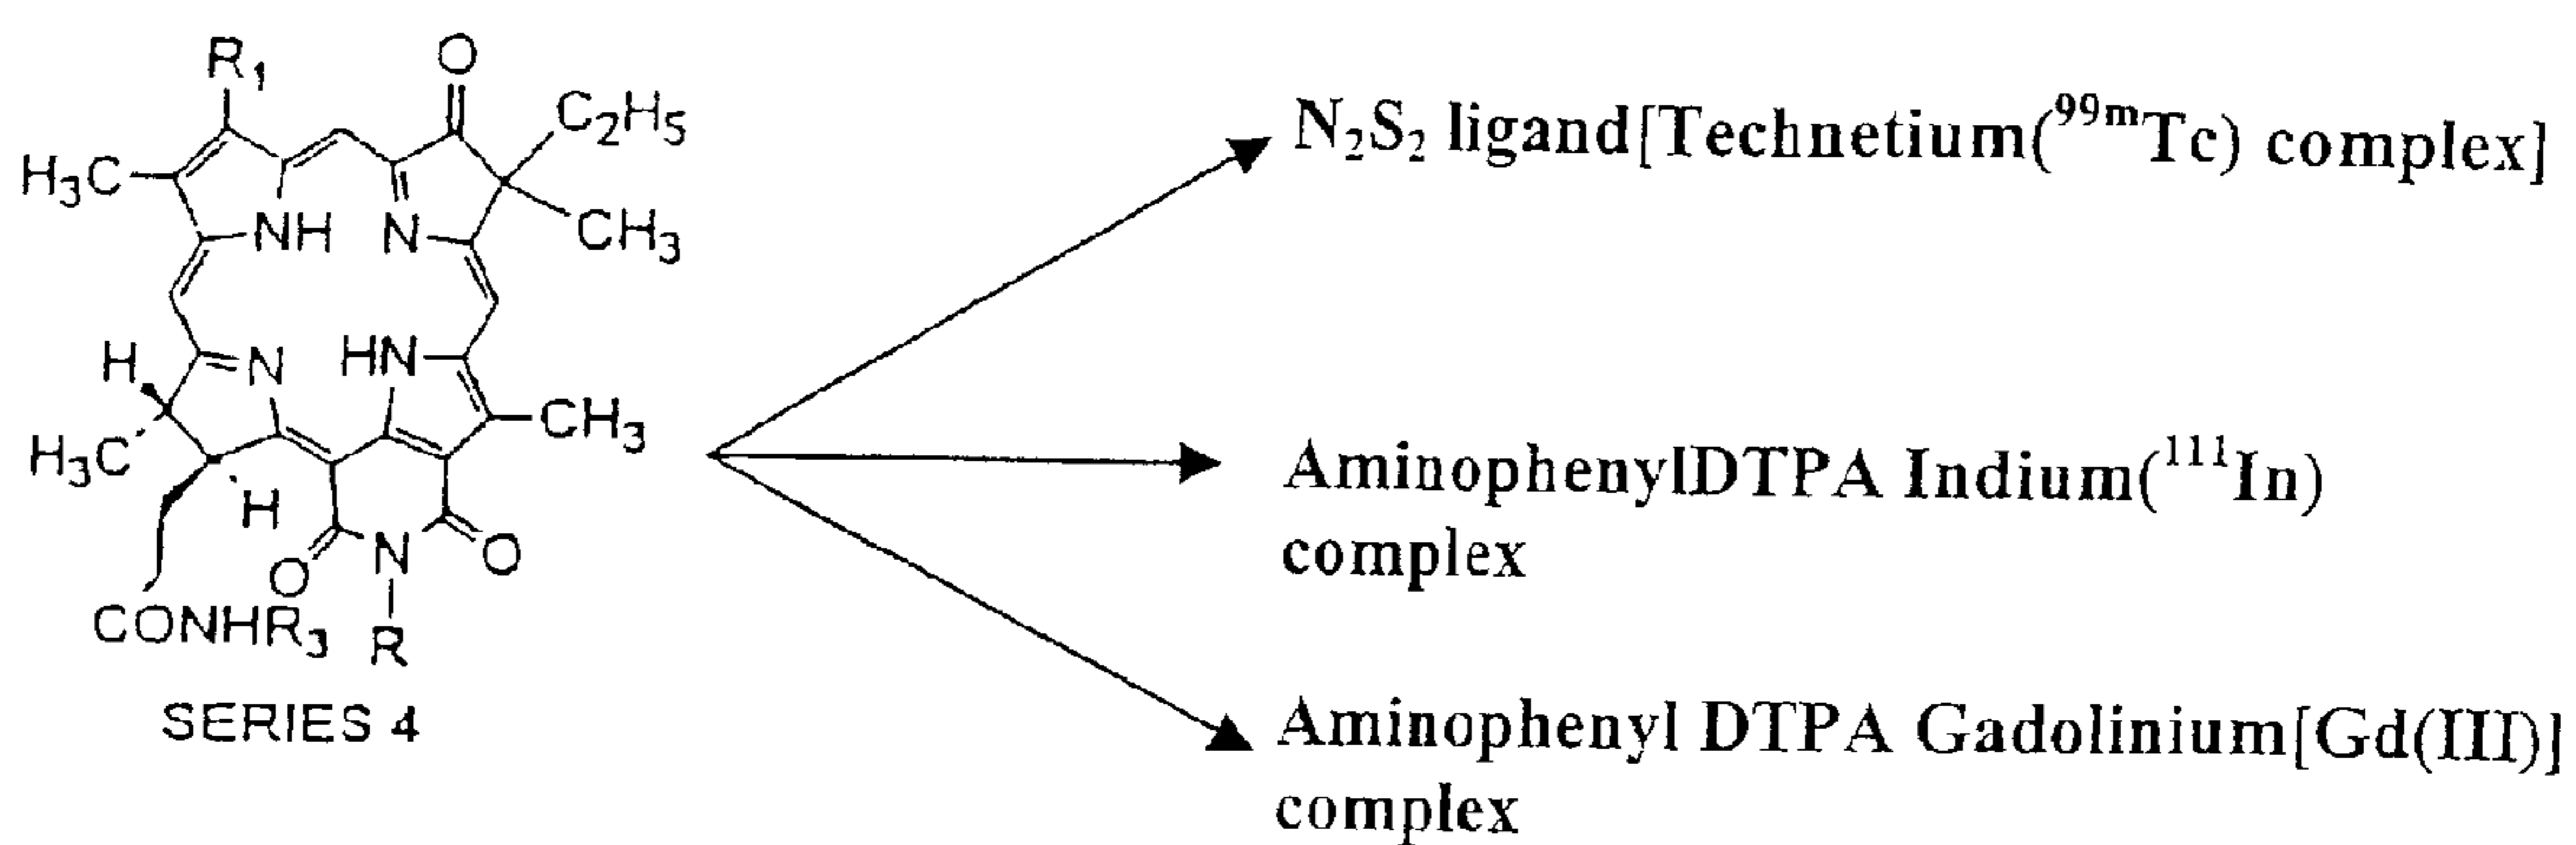 R₁
O
C₂H₅
H₃C
NH
N
CH₃
H
N
HN
H₃C
CH₃
H
O
N
O
CONHR₃
R
SERIES 4
N₂S₂ ligand[Technetium(⁹⁹ᵐTc) complex]
AminophenylDTPA Indium(¹¹¹In)
complex
Aminophenyl DTPA Gadolinium[Gd(III)]
complex